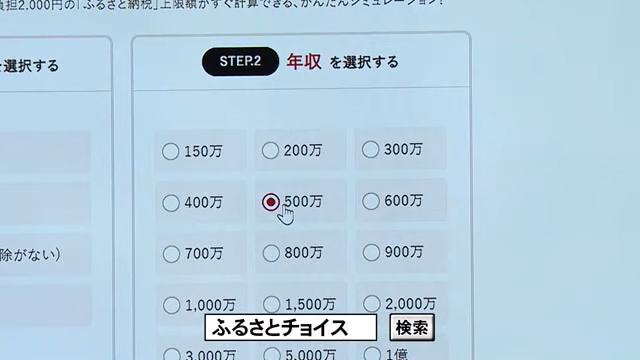 負担2,000円の「ふるさと納税」上限額がすぐ計算できる、かんたんシミュレーション!
を選択する
STEP.2 年収 を選択する
150万 200万 300万
400万 500万 600万
除がない)
700万 800万 900万
1,000万 1,500万 2,000万
ふるさとチョイス 検索
3,000万 5,000万 1億